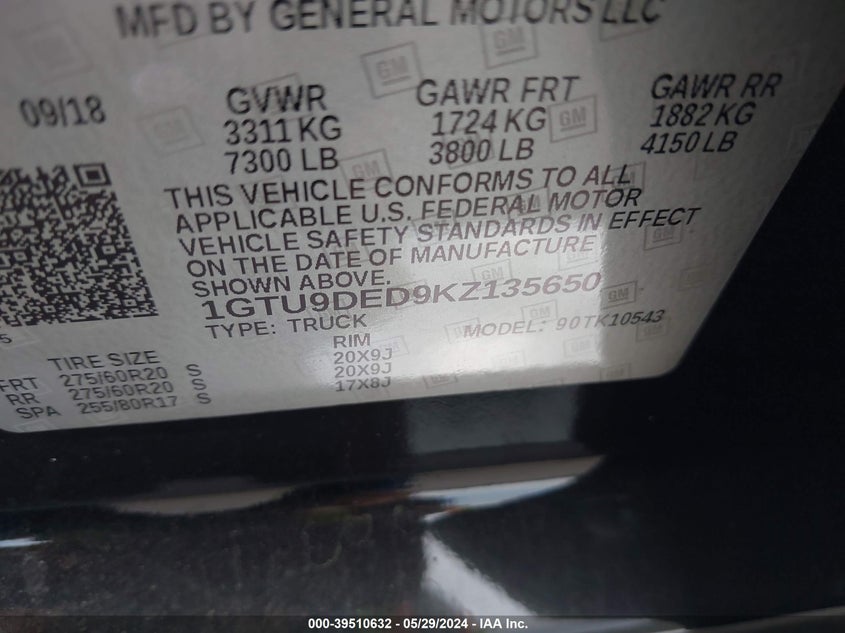 MFD BY GENERAL MOTORS LLC
09/18 GVWR GAWR FRT GAWR RR
3311 KG 1724 KG 1882 KG
7300 LB 3800 LB 4150 LB
THIS VEHICLE CONFORMS TO ALL
APPLICABLE U.S. FEDERAL MOTOR
VEHICLE SAFETY STANDARDS IN EFFECT
ON THE DATE OF MANUFACTURE
SHOWN ABOVE.
1GTU9DED9KZ135650
TYPE: TRUCK MODEL: 90TK10543
TIRE SIZE RIM
FRT 275/60R20 S 20X9J
RR 275/60R20 S 20X9J
SPA 255/80R17 S 17X8J
000-39510632 - 05/29/2024 - IAA Inc.